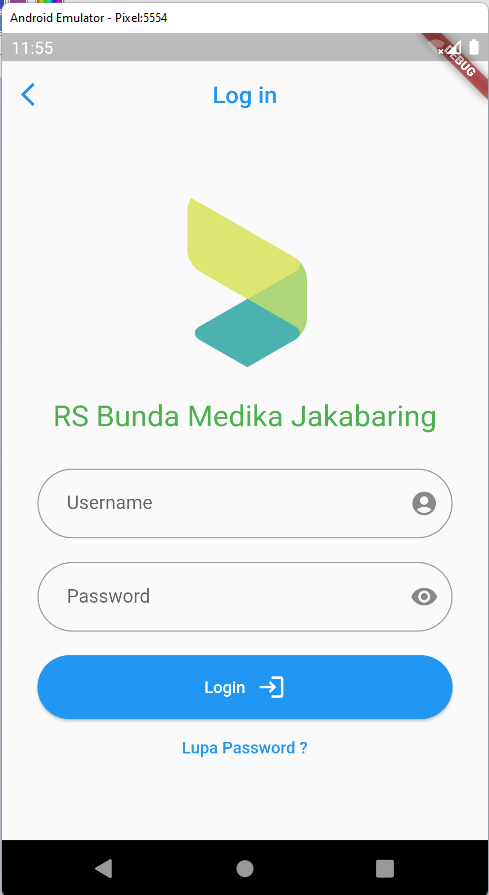 Android Emulator - Pixel:5554
11:55
DEBUG
Log in
RS Bunda Medika Jakabaring
Username
Password
Login
Lupa Password ?